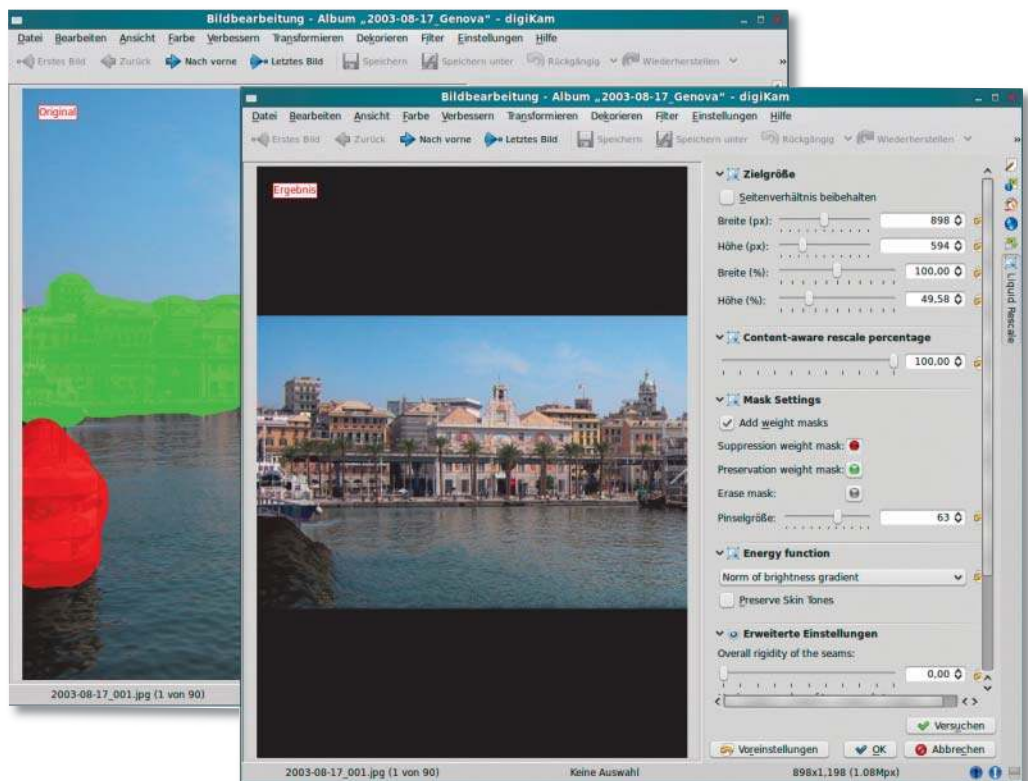 Bildbearbeitung - Album „2003-08-17_Genova“ - digiKam
Datei Bearbeiten Ansicht Farbe Verbessern Transformieren Dekorieren Filter Einstellungen Hilfe
Erstes Bild Zurück Nach vorne Letztes Bild Speichern Speichern unter Rückgängig Wiederherstellen »
Original
2003-08-17_001.jpg (1 von 90)
Bildbearbeitung - Album „2003-08-17_Genova“ - digiKam
Datei Bearbeiten Ansicht Farbe Verbessern Transformieren Dekorieren Filter Einstellungen Hilfe
Erstes Bild Zurück Nach vorne Letztes Bild Speichern Speichern unter Rückgängig Wiederherstellen »
Ergebnis
Zielgröße
Seitenverhältnis beibehalten
Breite (px): 898
Höhe (px): 594
Breite (%): 100,00
Höhe (%): 49,58
Content-aware rescale percentage
100,00
Mask Settings
Add weight masks
Suppression weight mask:
Preservation weight mask:
Erase mask:
Pinselgröße: 63
Energy function
Norm of brightness gradient
Preserve Skin Tones
Erweiterte Einstellungen
Overall rigidity of the seams:
0,00
Versuchen
Voreinstellungen OK Abbrechen
Liquid Rescale
2003-08-17_001.jpg (1 von 90) Keine Auswahl 898x1,198 (1.08Mpx)